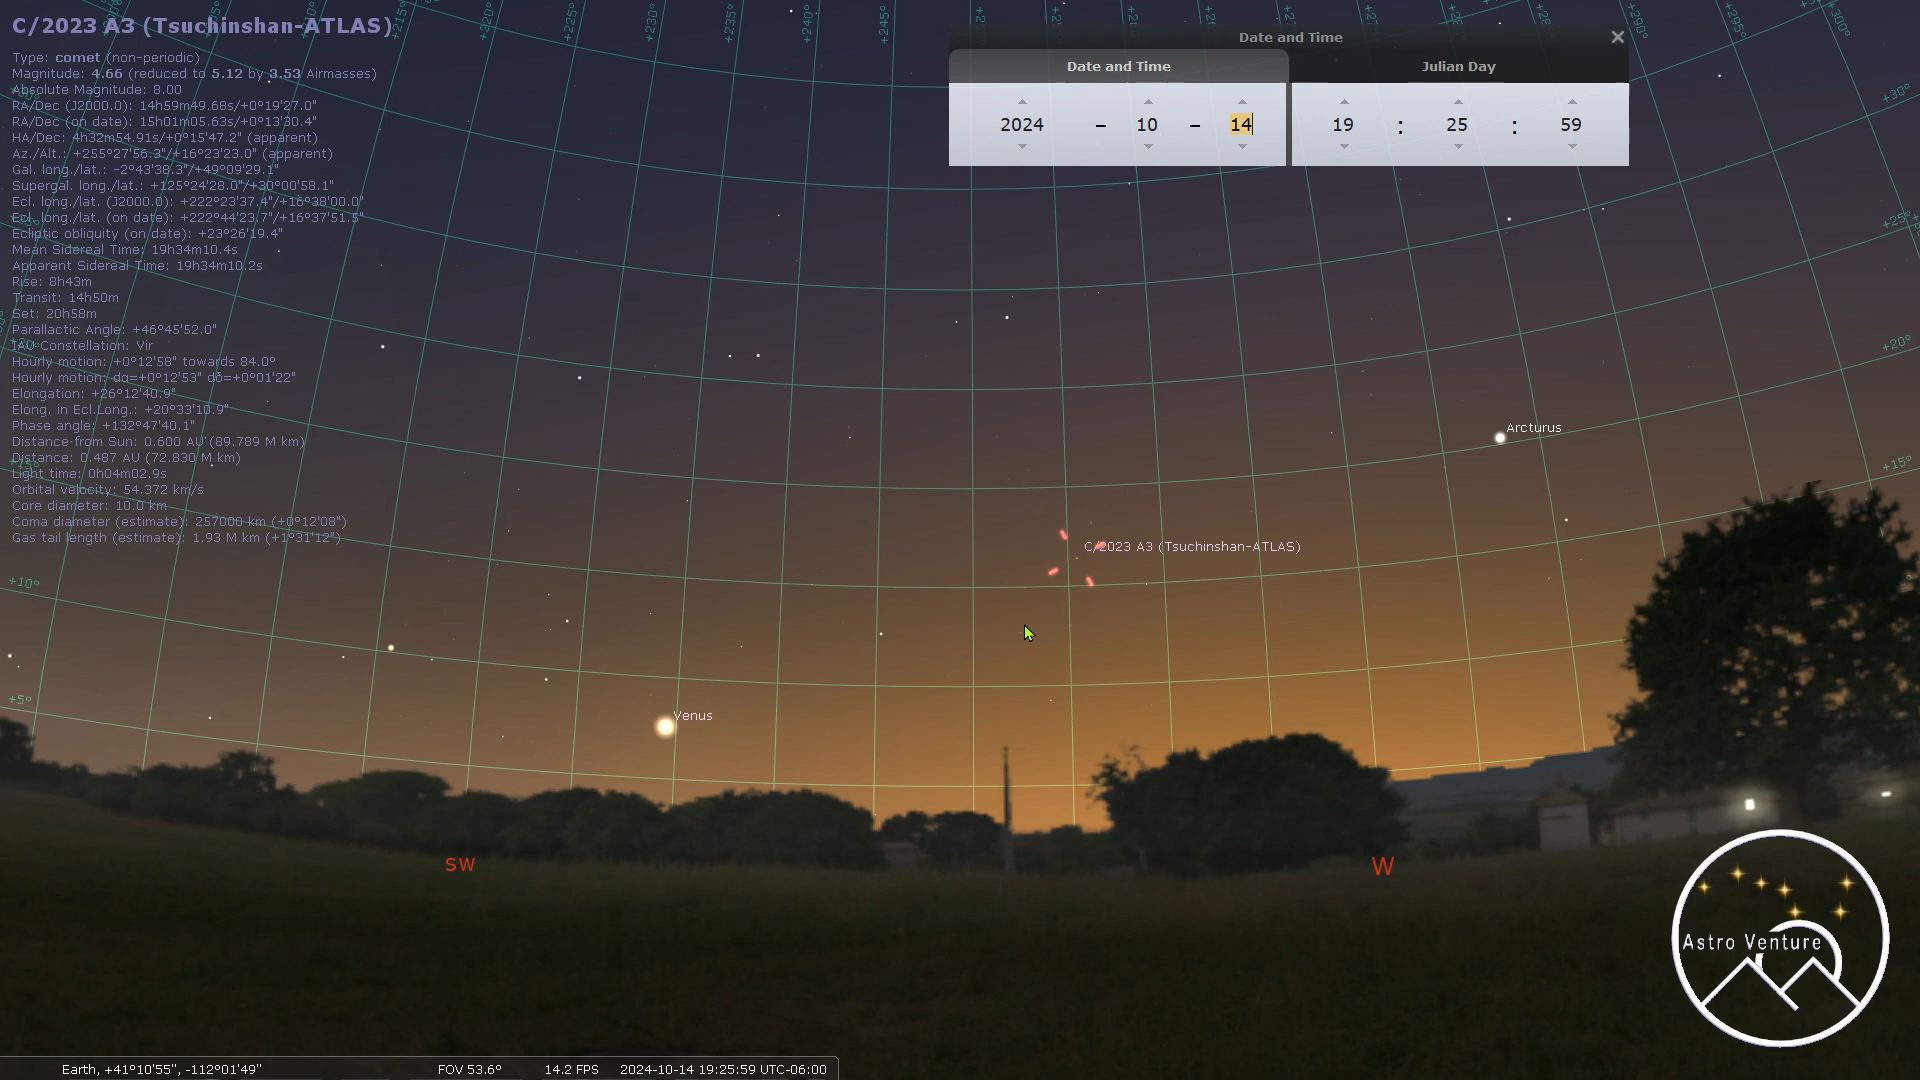 C/2023 A3 (Tsuchinshan-ATLAS)
Type: comet (non-periodic)
Magnitude: 4.66 (reduced to 5.12 by 3.53 Airmasses)
Absolute Magnitude: 8.00
RA/Dec (J2000.0): 14h59m49.68s/+0°19'27.0"
RA/Dec (on date): 15h01m05.63s/+0°13'30.4"
HA/Dec: 4h32m54.91s/+0°15'47.2" (apparent)
Az./Alt.: +255°27'56.3"/+16°23'23.0" (apparent)
Gal. long./lat.: -2°43'38.3"/+49°09'29.1"
Supergal. long./lat.: +125°24'28.0"/+30°00'58.1"
Ecl. long./lat. (J2000.0): +222°23'37.4"/+16°38'00.0"
Ecl. long./lat. (on date): +222°44'23.7"/+16°37'51.5"
Ecliptic obliquity (on date): +23°26'19.4"
Mean Sidereal Time: 19h34m10.4s
Apparent Sidereal Time: 19h34m10.2s
Rise: 8h43m
Transit: 14h50m
Set: 20h58m
Parallactic Angle: +46°45'52.0"
IAU Constellation: Vir
Hourly motion: +0°12'58" towards 84.0°
Hourly motion: dα=+0°12'53" dδ=+0°01'22"
Elongation: +26°12'40.9"
Elong. in Ecl.Long.: +20°33'10.9"
Phase angle: +132°47'40.1"
Distance from Sun: 0.600 AU (89.789 M km)
Distance: 0.487 AU (72.830 M km)
Light time: 0h04m02.9s
Orbital velocity: 54.372 km/s
Core diameter: 10.0 km
Coma diameter (estimate): 257000 km (+0°12'08")
Gas tail length (estimate): 1.93 M km (+1°31'12")
+215°
+220°
+225°
+230°
+235°
+240°
+245°
+290°
+295°
+300°
Date and Time
Date and Time
Julian Day
2024 - 10 - 14
19 : 25 : 59
+30°
+25°
+20°
+15°
+20°
+15°
+10°
+5°
Arcturus
C/2023 A3 (Tsuchinshan-ATLAS)
Venus
SW
W
Astro Venture
Earth, +41°10'55", -112°01'49"
FOV 53.6°
14.2 FPS
2024-10-14 19:25:59 UTC-06:00